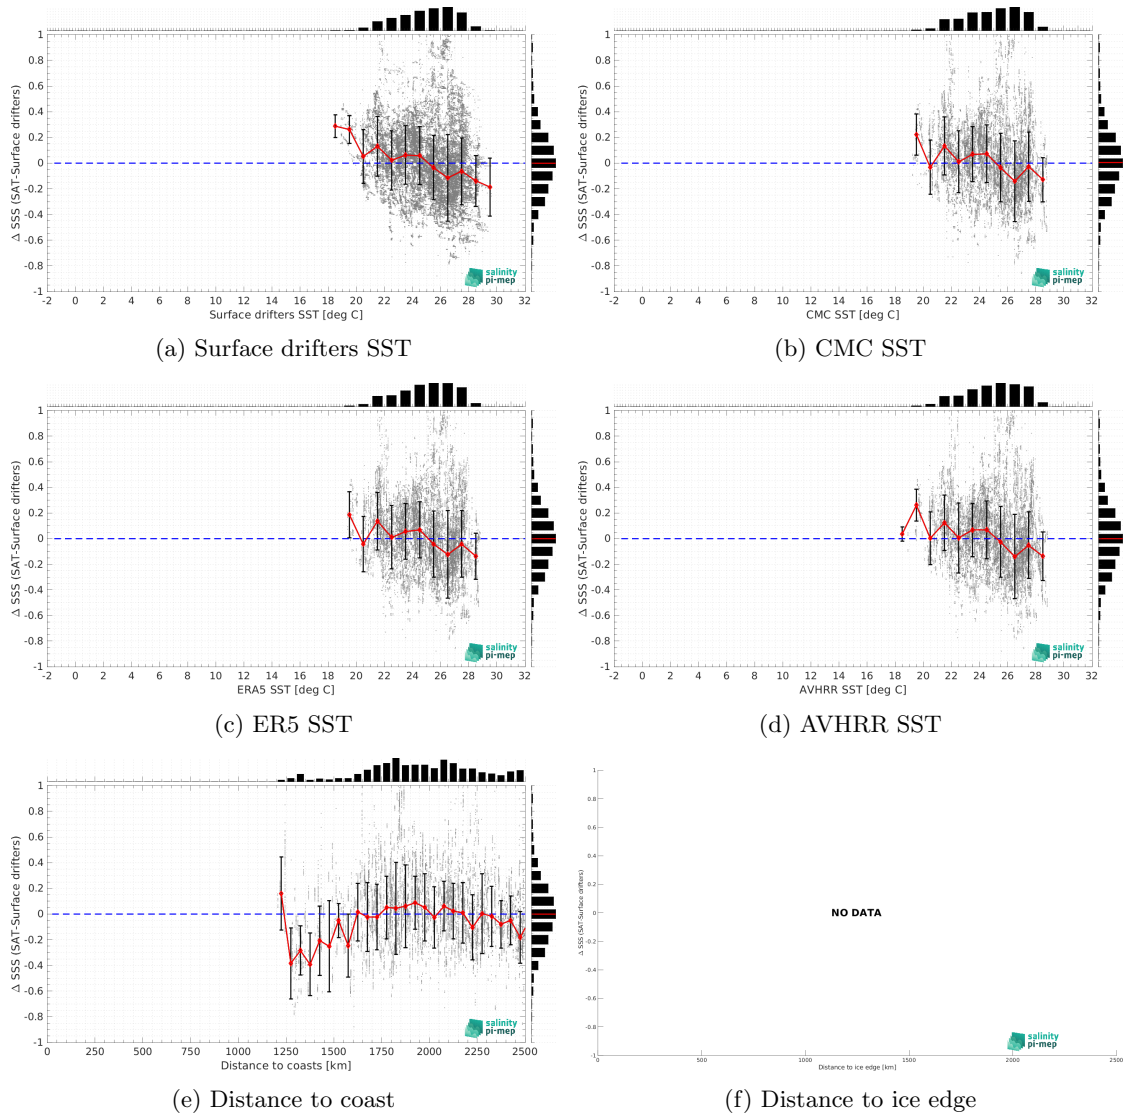 1
0.8
0.6
0.4
0.2
0
-0.2
-0.4
-0.6
-0.8
-1
Δ SSS (SAT-Surface drifters)
-2 0 2 4 6 8 10 12 14 16 18 20 22 24 26 28 30 32
Surface drifters SST [deg C]
salinity
pi-mep
(a) Surface drifters SST
1
0.8
0.6
0.4
0.2
0
-0.2
-0.4
-0.6
-0.8
-1
Δ SSS (SAT-Surface drifters)
-2 0 2 4 6 8 10 12 14 16 18 20 22 24 26 28 30 32
CMC SST [deg C]
salinity
pi-mep
(b) CMC SST
1
0.8
0.6
0.4
0.2
0
-0.2
-0.4
-0.6
-0.8
-1
Δ SSS (SAT-Surface drifters)
-2 0 2 4 6 8 10 12 14 16 18 20 22 24 26 28 30 32
ERA5 SST [deg C]
salinity
pi-mep
(c) ER5 SST
1
0.8
0.6
0.4
0.2
0
-0.2
-0.4
-0.6
-0.8
-1
Δ SSS (SAT-Surface drifters)
-2 0 2 4 6 8 10 12 14 16 18 20 22 24 26 28 30 32
AVHRR SST [deg C]
salinity
pi-mep
(d) AVHRR SST
1
0.8
0.6
0.4
0.2
0
-0.2
-0.4
-0.6
-0.8
-1
Δ SSS (SAT-Surface drifters)
0 250 500 750 1000 1250 1500 1750 2000 2250 2500
Distance to coasts [km]
salinity
pi-mep
(e) Distance to coast
1
0.8
0.6
0.4
0.2
0
-0.2
-0.4
-0.6
-0.8
-1
Δ SSS (SAT-Surface drifters)
NO DATA
0 500 1000 1500 2000 2500
Distance to ice edge [km]
salinity
pi-mep
(f) Distance to ice edge